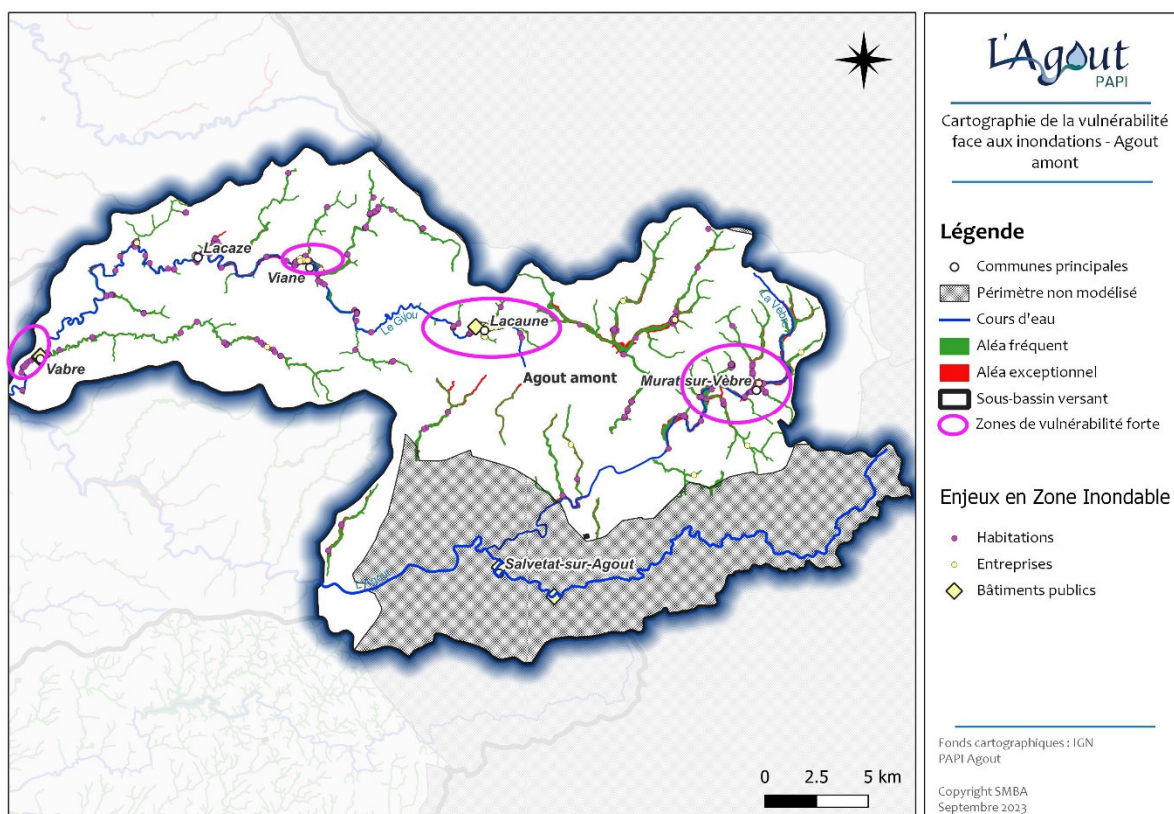 Lacaze
Viane
Le Gijou
Lacaune
La Vèbre
Vabre
Agout amont
Murat-sur-Vèbre
Salvetat-sur-Agout
L'Agout
0 2.5 5 km
L'Agout
PAPI
Cartographie de la vulnérabilité
face aux inondations - Agout
amont
Légende
Communes principales
Périmètre non modélisé
Cours d'eau
Aléa fréquent
Aléa exceptionnel
Sous-bassin versant
Zones de vulnérabilité forte
Enjeux en Zone Inondable
Habitations
Entreprises
Bâtiments publics
Fonds cartographiques : IGN
PAPI Agout
Copyright SMBA
Septembre 2023